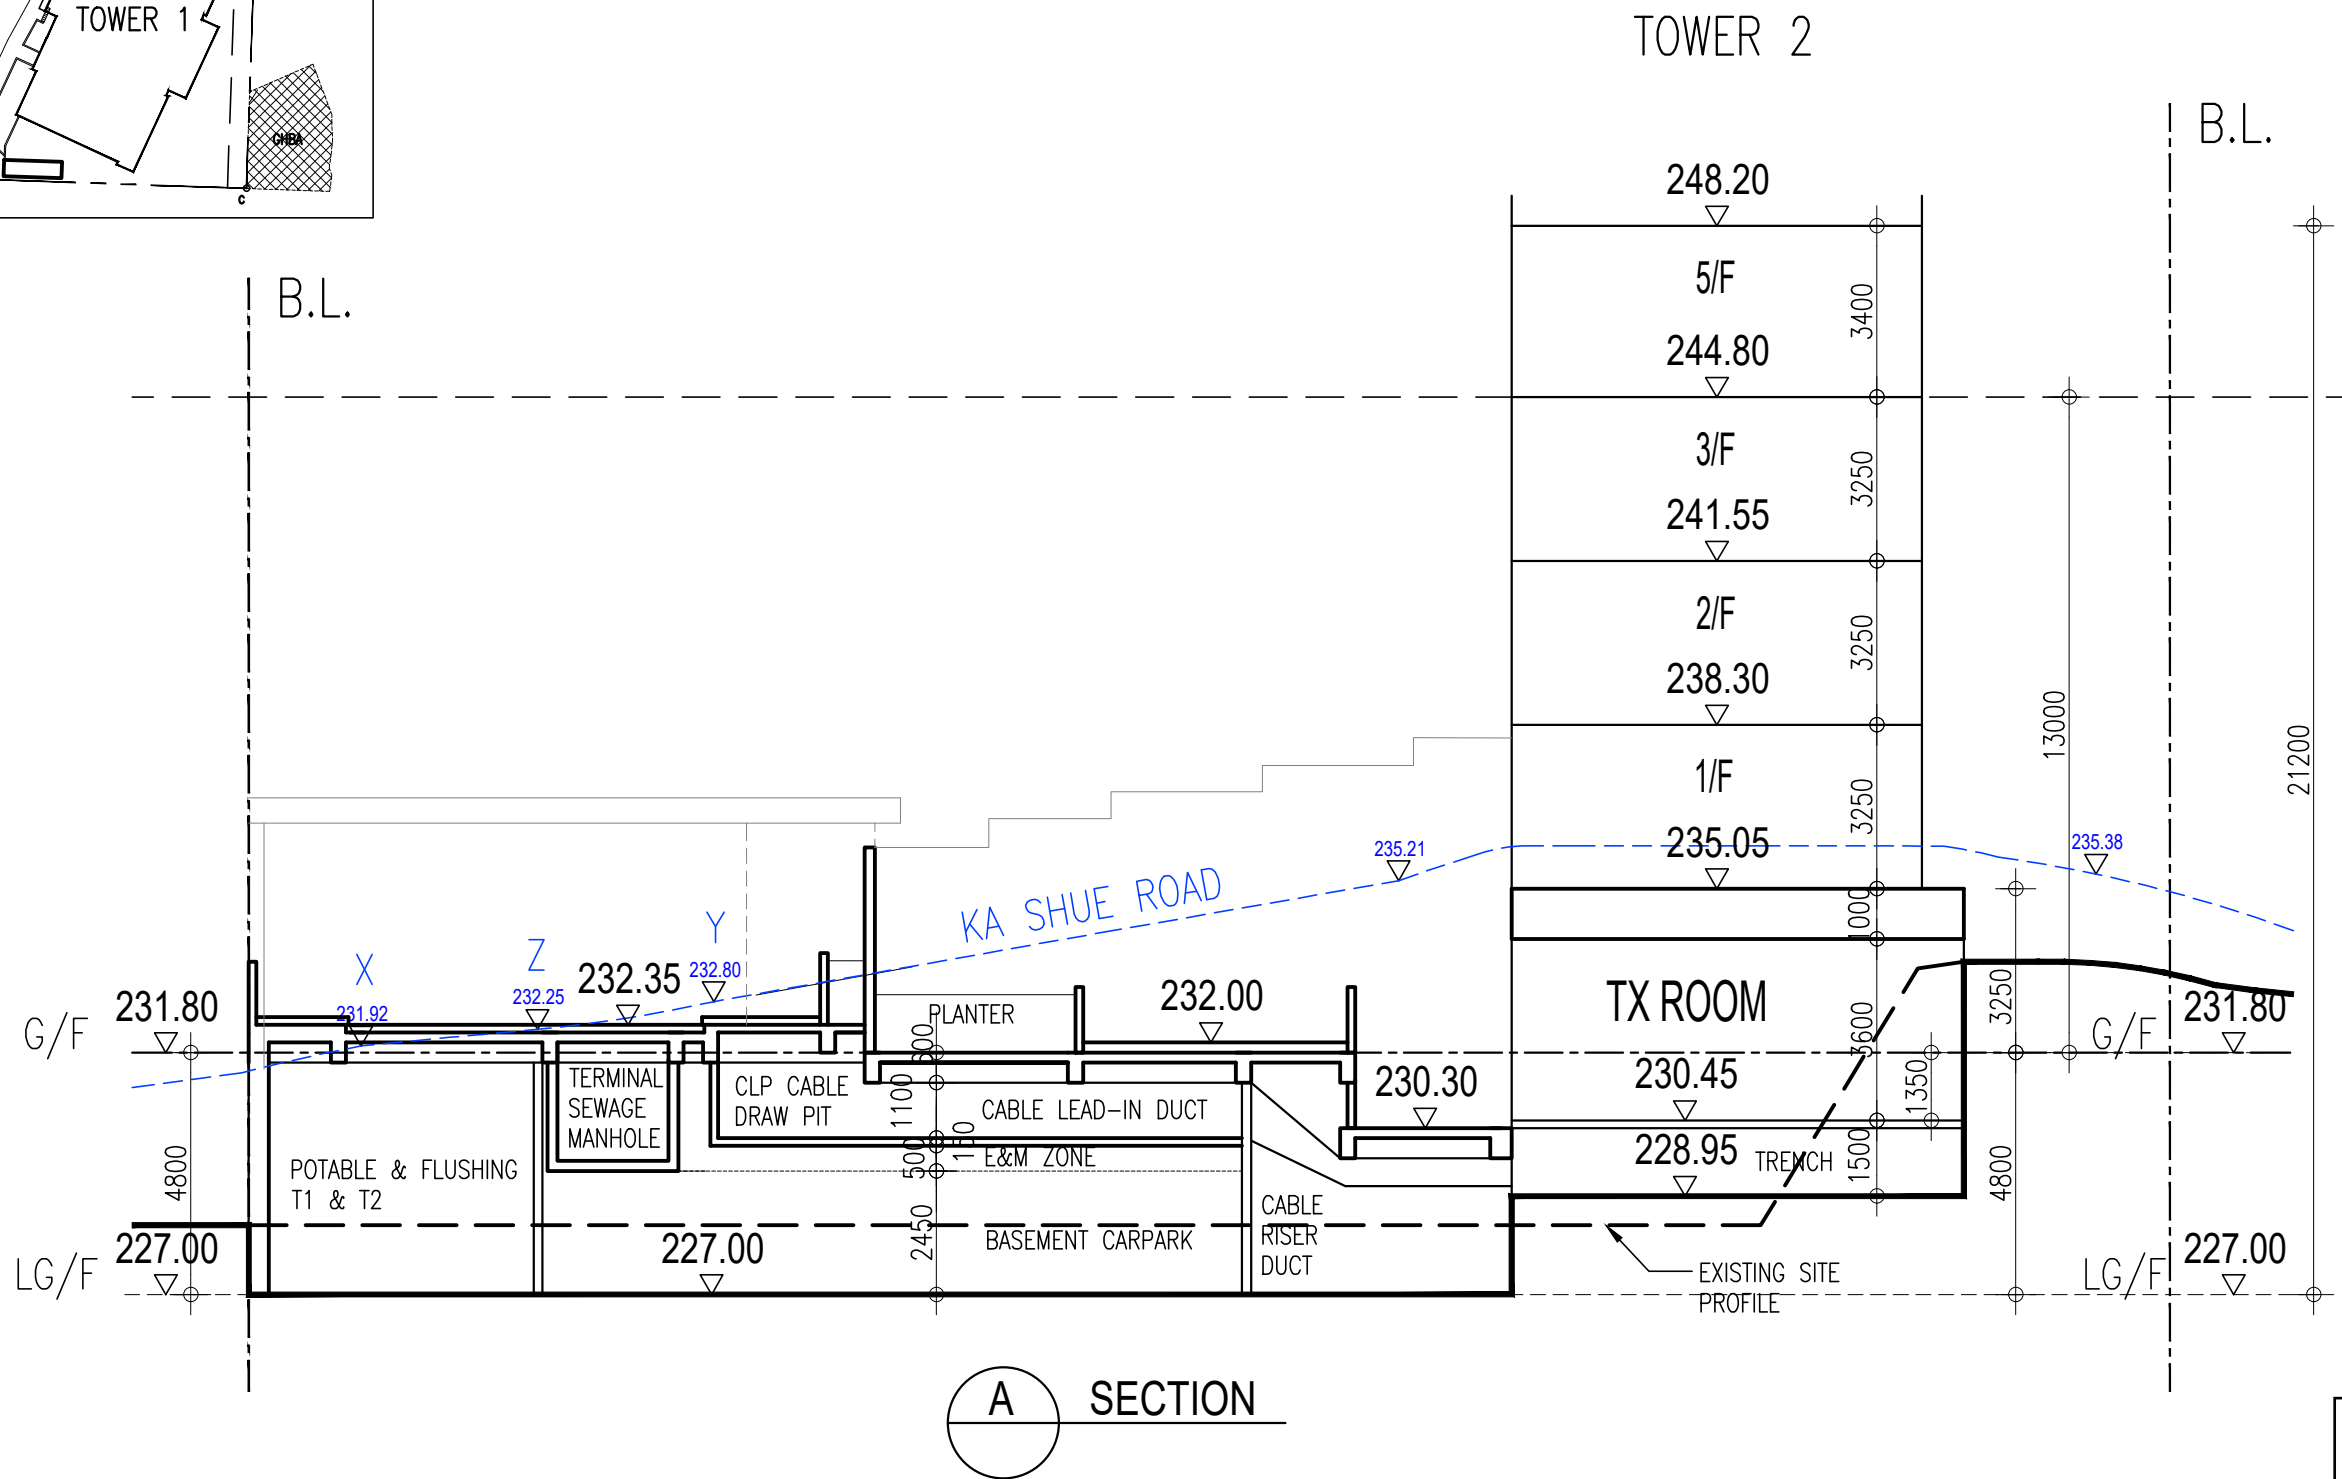 TOWER 1
GHBA
C
TOWER 2
B.L.
B.L.
248.20
5/F
3400
244.80
3/F
3250
241.55
2/F
3250
238.30
1/F
3250
235.05
13000
21200
235.21
235.38
KA SHUE ROAD
X
231.92
Z
232.25
232.35
Y
232.80
G/F
231.80
PLANTER
232.00
TX ROOM
1000
3600
3250
G/F
231.80
TERMINAL
SEWAGE
MANHOLE
CLP CABLE
DRAW PIT
600
1100
CABLE LEAD-IN DUCT
150
500
E&M ZONE
230.30
230.45
1350
228.95
TRENCH
1500
4800
4800
POTABLE & FLUSHING
T1 & T2
2450
BASEMENT CARPARK
CABLE
RISER
DUCT
LG/F
227.00
227.00
EXISTING SITE
PROFILE
LG/F
227.00
A
SECTION